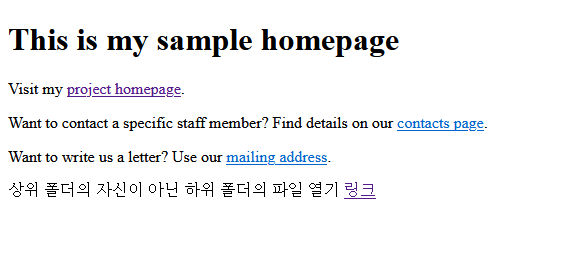 This is my sample homepage
Visit my project homepage.
Want to contact a specific staff member? Find details on our contacts page.
Want to write us a letter? Use our mailing address.
상위 폴더의 자신이 아닌 하위 폴더의 파일 열기 링크